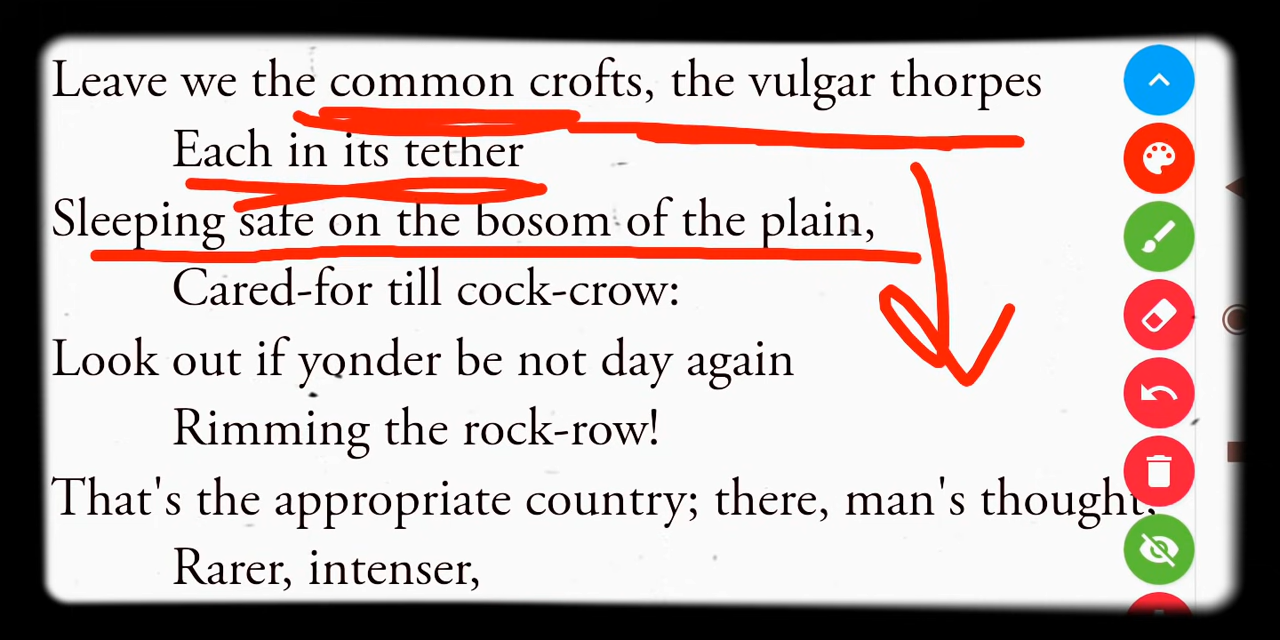 Leave we the common crofts, the vulgar thorpes
Each in its tether
Sleeping safe on the bosom of the plain,
Cared-for till cock-crow:
Look out if yonder be not day again
Rimming the rock-row!
That's the appropriate country; there, man's thought,
Rarer, intenser,